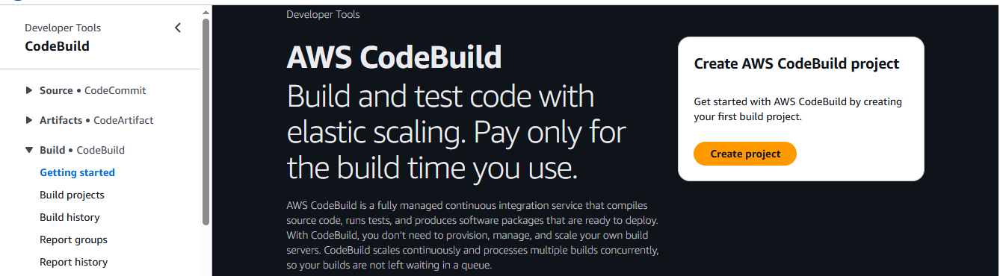 Developer Tools
CodeBuild
Source • CodeCommit
Artifacts • CodeArtifact
Build • CodeBuild
Getting started
Build projects
Build history
Report groups
Report history
Developer Tools
AWS CodeBuild
Build and test code with
elastic scaling. Pay only for
the build time you use.
AWS CodeBuild is a fully managed continuous integration service that compiles
source code, runs tests, and produces software packages that are ready to deploy.
With CodeBuild, you don’t need to provision, manage, and scale your own build
servers. CodeBuild scales continuously and processes multiple builds concurrently,
so your builds are not left waiting in a queue.
Create AWS CodeBuild project
Get started with AWS CodeBuild by creating
your first build project.
Create project